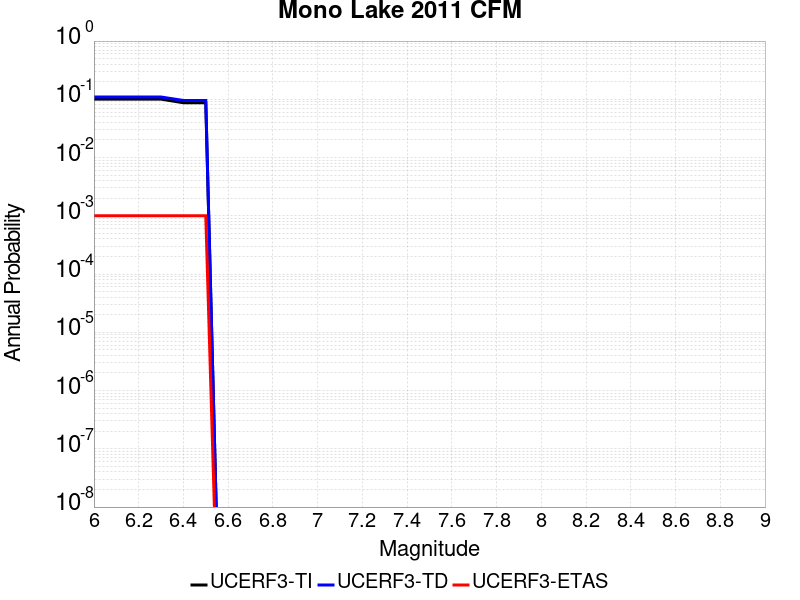 Mono Lake 2011 CFM
Annual Probability
10^0
10^-1
10^-2
10^-3
10^-4
10^-5
10^-6
10^-7
10^-8
6 6.2 6.4 6.6 6.8 7 7.2 7.4 7.6 7.8 8 8.2 8.4 8.6 8.8 9
Magnitude
UCERF3-TI UCERF3-TD UCERF3-ETAS